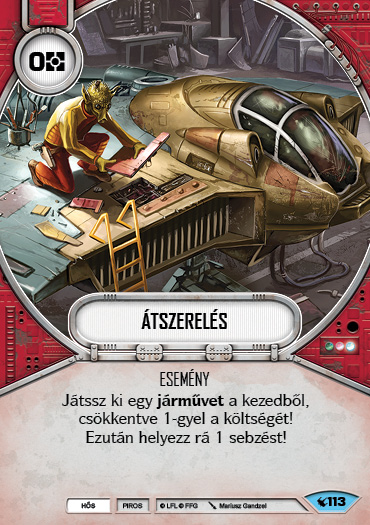 0
ÁTSZERELÉS
ESEMÉNY
Játssz ki egy járművet a kezedből,
csökkentve 1-gyel a költségét!
Ezután helyezz rá 1 sebzést!
HŐS PIROS © LFL © FFG Mariusz Gandzel 113